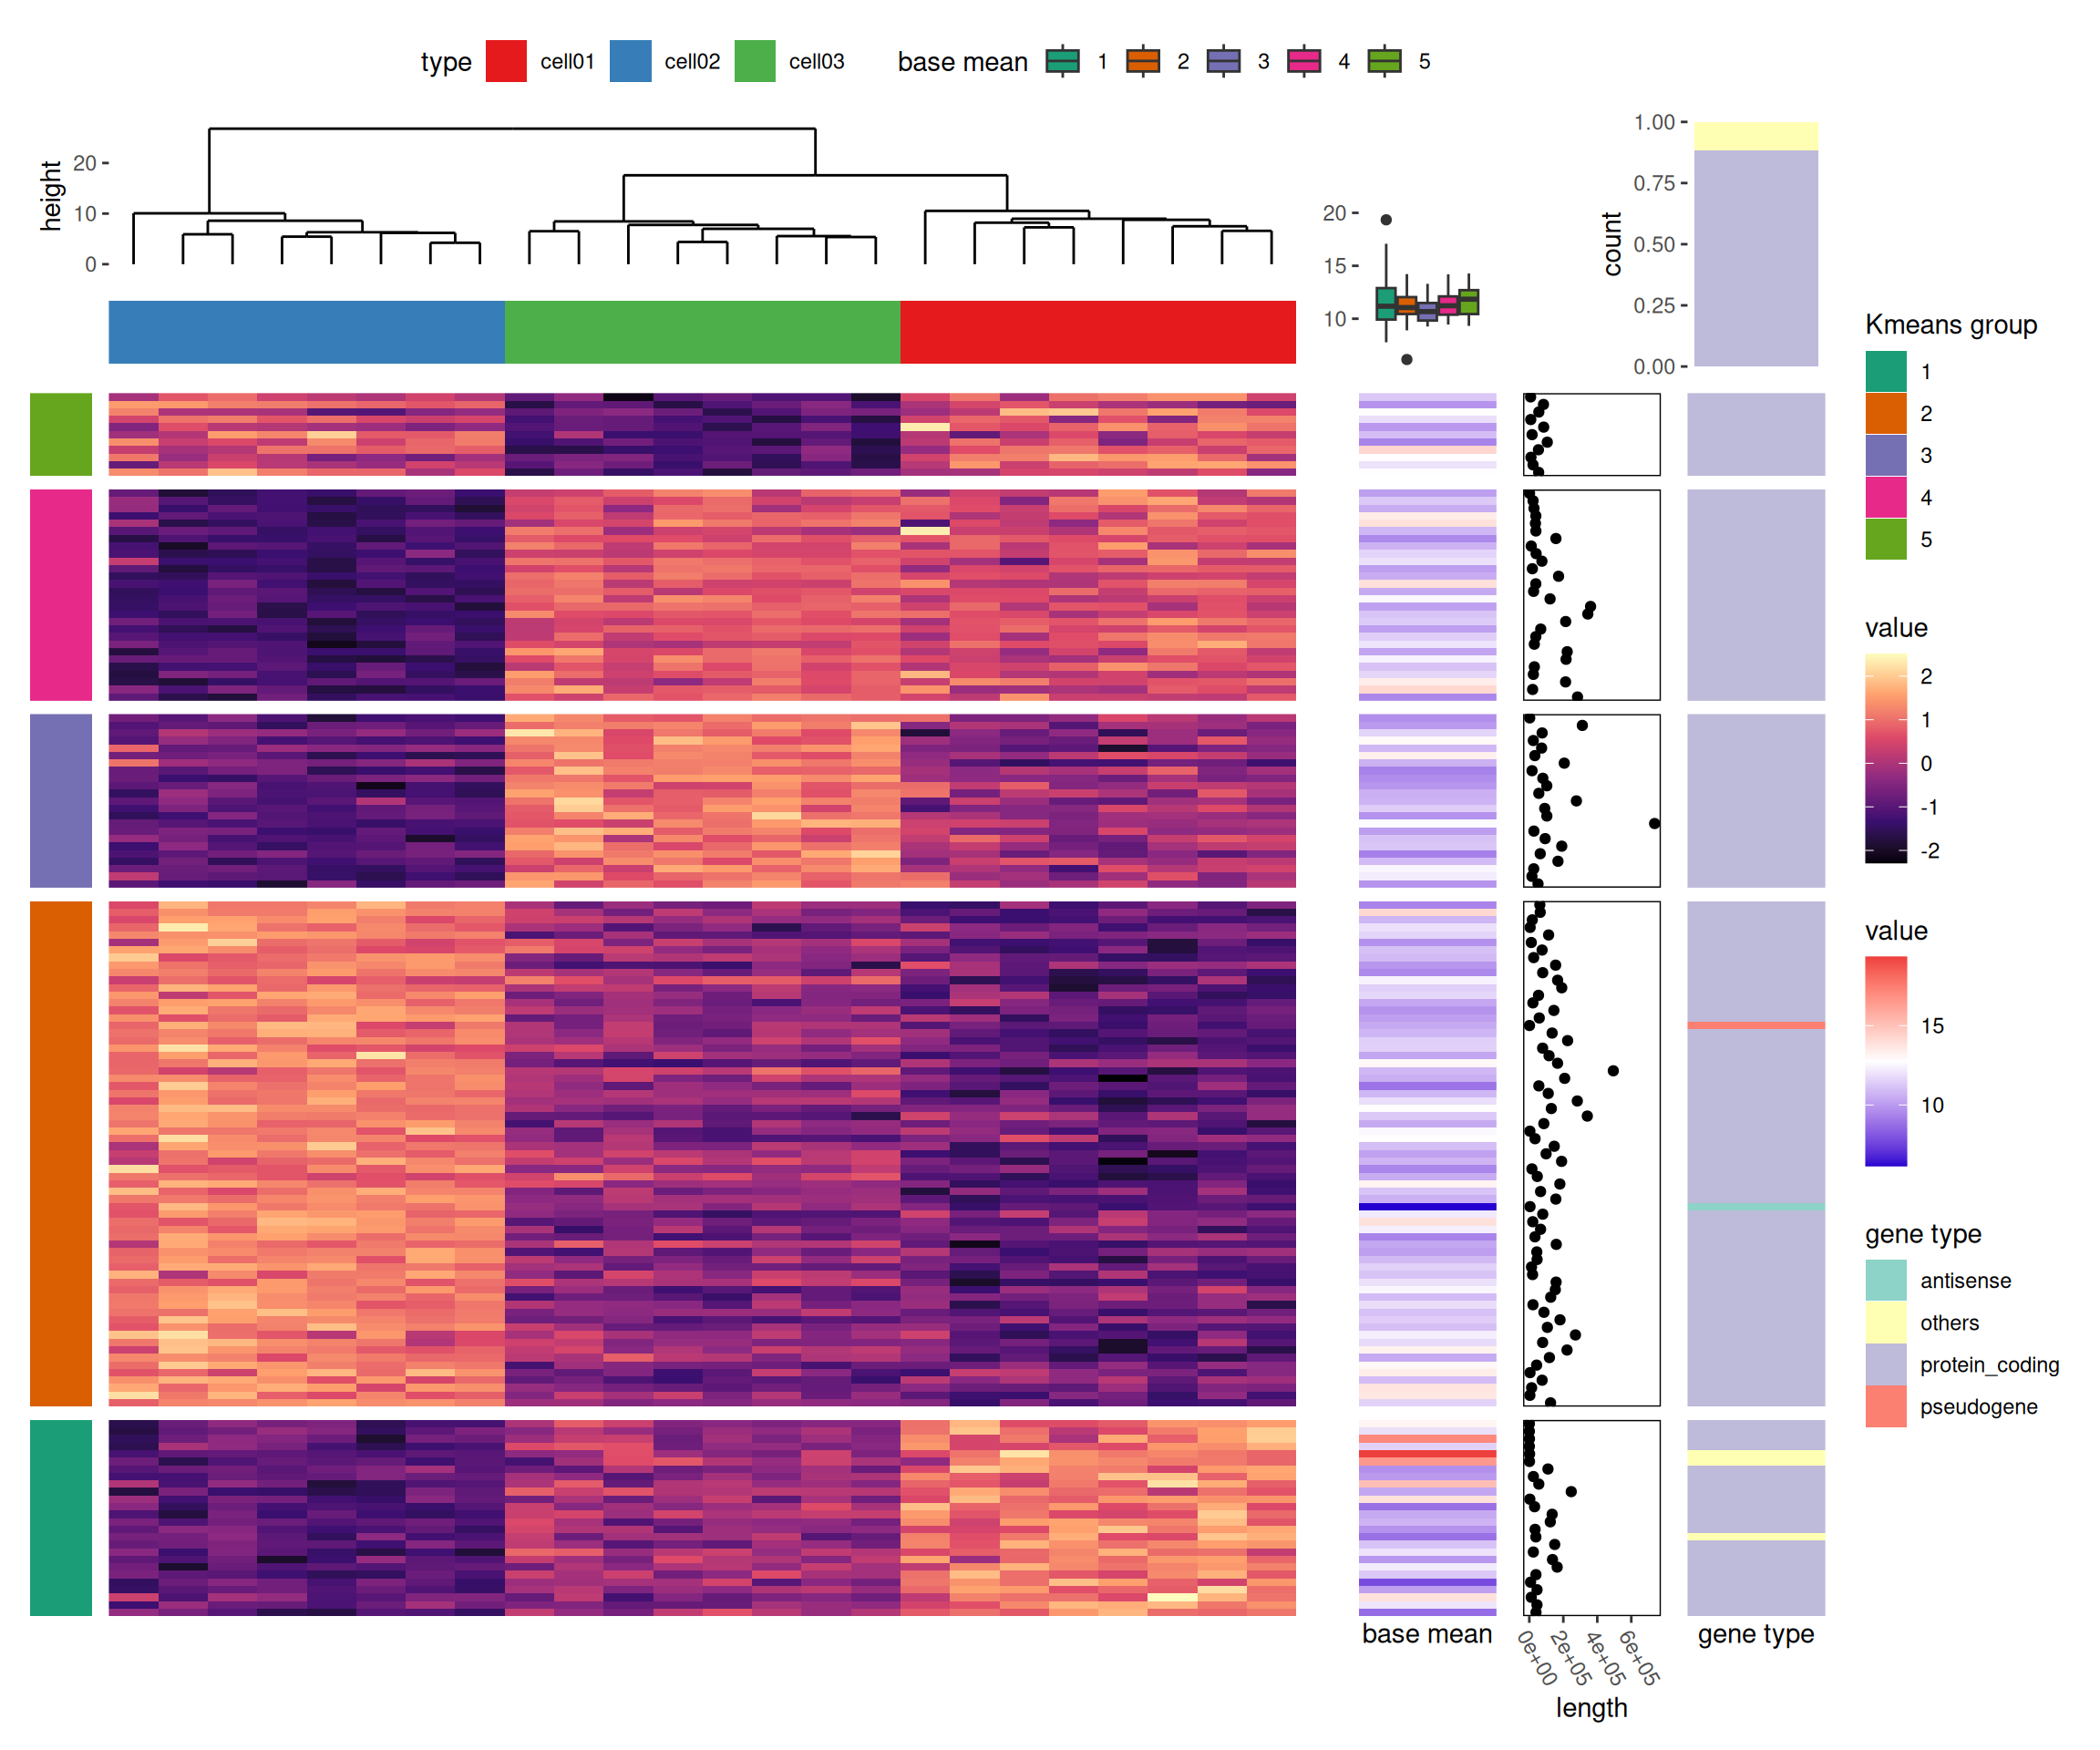 type cell01 cell02 cell03 base mean 1 2 3 4 5
height
20
10
0
20
15
10
count
1.00
0.75
0.50
0.25
0.00
Kmeans group
1
2
3
4
5
value
2
1
0
-1
-2
value
15
10
gene type
antisense
others
protein_coding
pseudogene
base mean
0e+00 2e+05 4e+05 6e+05
length
gene type